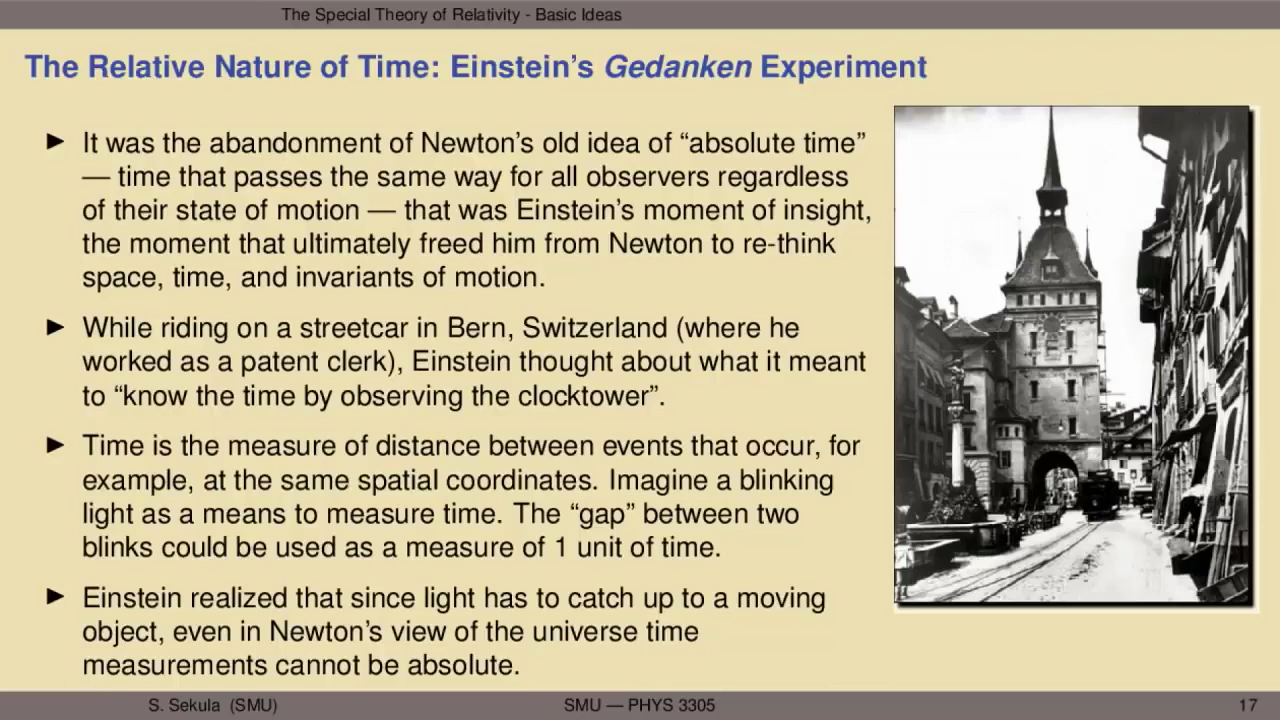 The Special Theory of Relativity - Basic Ideas
The Relative Nature of Time: Einstein's Gedanken Experiment
► It was the abandonment of Newton's old idea of “absolute time”
— time that passes the same way for all observers regardless
of their state of motion — that was Einstein's moment of insight,
the moment that ultimately freed him from Newton to re-think
space, time, and invariants of motion.
► While riding on a streetcar in Bern, Switzerland (where he
worked as a patent clerk), Einstein thought about what it meant
to “know the time by observing the clocktower”.
► Time is the measure of distance between events that occur, for
example, at the same spatial coordinates. Imagine a blinking
light as a means to measure time. The “gap” between two
blinks could be used as a measure of 1 unit of time.
► Einstein realized that since light has to catch up to a moving
object, even in Newton's view of the universe time
measurements cannot be absolute.
S. Sekula (SMU)
SMU — PHYS 3305
17